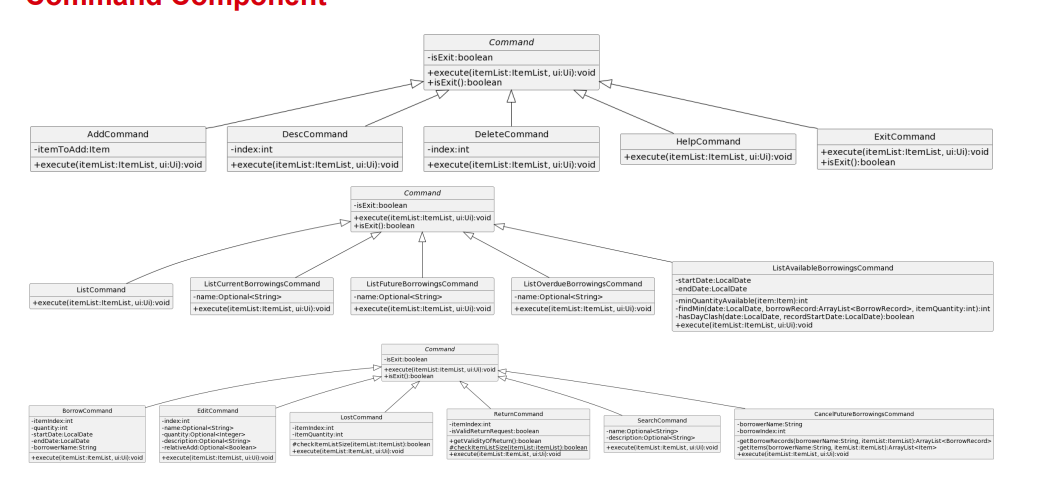 Command Component
Command
-isExit:boolean
+execute(itemList:ItemList, ui:Ui):void
+isExit():boolean
AddCommand
-itemToAdd:Item
+execute(itemList:ItemList, ui:Ui):void
DescCommand
-index:int
+execute(itemList:ItemList, ui:Ui):void
DeleteCommand
-index:int
+execute(itemList:ItemList, ui:Ui):void
HelpCommand
+execute(itemList:ItemList, ui:Ui):void
ExitCommand
+execute(itemList:ItemList, ui:Ui):void
+isExit():boolean
Command
-isExit:boolean
+execute(itemList:ItemList, ui:Ui):void
+isExit():boolean
ListCommand
+execute(itemList:ItemList, ui:Ui):void
ListCurrentBorrowingsCommand
-name:Optional<String>
+execute(itemList:ItemList, ui:Ui):void
ListFutureBorrowingsCommand
-name:Optional<String>
+execute(itemList:ItemList, ui:Ui):void
ListOverdueBorrowingsCommand
-name:Optional<String>
+execute(itemList:ItemList, ui:Ui):void
ListAvailableBorrowingsCommand
-startDate:LocalDate
-endDate:LocalDate
-minQuantityAvailable(item:Item):int
-findMin(date:LocalDate, borrowRecord:ArrayList<BorrowRecord>, itemQuantity:int):int
-hasDayClash(date:LocalDate, recordStartDate:LocalDate):boolean
+execute(itemList:ItemList, ui:Ui):void
Command
-isExit:boolean
+execute(itemList:ItemList, ui:Ui):void
+isExit():boolean
BorrowCommand
-itemIndex:int
-quantity:int
-startDate:LocalDate
-endDate:LocalDate
-borrowerName:String
+execute(itemList:ItemList, ui:Ui):void
EditCommand
-index:int
-name:Optional<String>
-quantity:Optional<Integer>
-description:Optional<String>
-relativeAdd:Optional<Boolean>
+execute(itemList:ItemList, ui:Ui):void
LostCommand
-itemIndex:int
-itemQuantity:int
#checkItemListSize(itemList:ItemList):boolean
+execute(itemList:ItemList, ui:Ui):void
ReturnCommand
-itemIndex:int
-isValidReturnRequest:boolean
+getValidityOfReturn():boolean
#checkItemListSize(itemList:ItemList):boolean
+execute(itemList:ItemList, ui:Ui):void
SearchCommand
-name:Optional<String>
-description:Optional<String>
+execute(itemList:ItemList, ui:Ui):void
CancelFutureBorrowingsCommand
-borrowerName:String
-borrowIndex:int
-getBorrowRecords(borrowerName:String, itemList:ItemList):ArrayList<BorrowRecord>
-getItems(borrowerName:String, itemList:ItemList):ArrayList<Item>
+execute(itemList:ItemList, ui:Ui):void